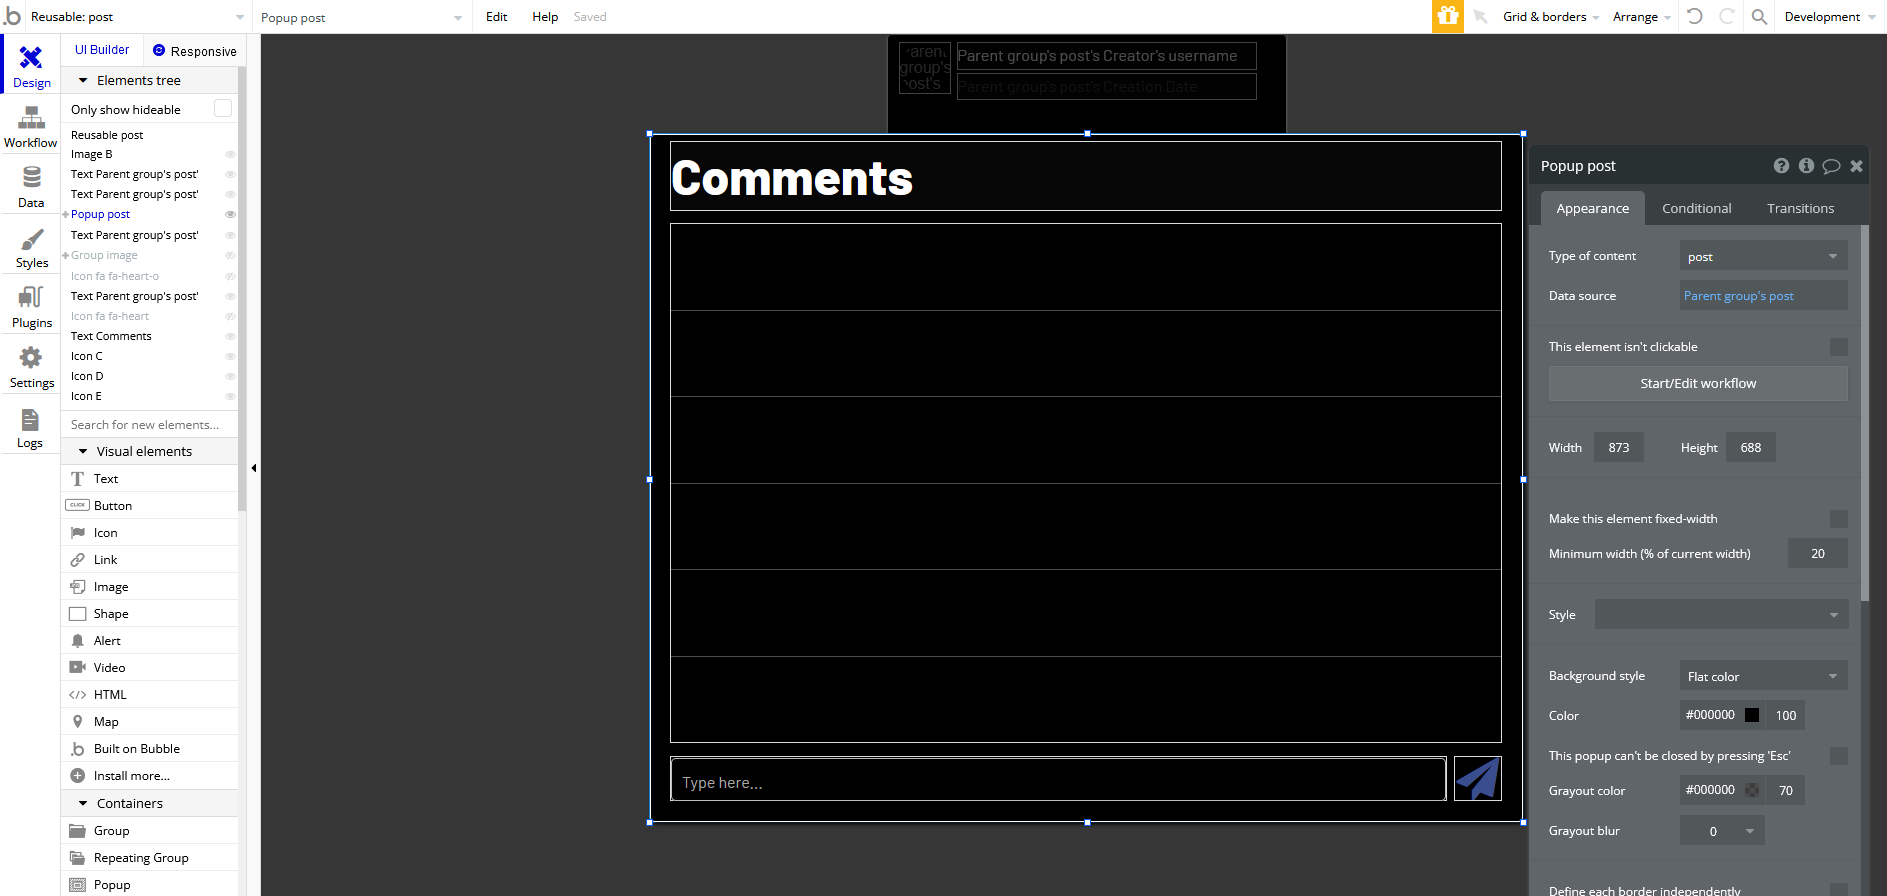 b
Reusable: post
Popup post
Edit
Help
Saved
Grid & borders
Arrange
Development
Design
Workflow
Data
Styles
Plugins
Settings
Logs
UI Builder
Responsive
Elements tree
Only show hideable
Reusable post
Image B
Text Parent group's post'
Text Parent group's post'
Popup post
Text Parent group's post'
Group image
Icon fa fa-heart-o
Text Parent group's post'
Icon fa fa-heart
Text Comments
Icon C
Icon D
Icon E
Search for new elements...
Visual elements
Text
CLICK
Button
Icon
Link
Image
Shape
Alert
Video
HTML
Map
Built on Bubble
Install more...
Containers
Group
Repeating Group
Popup
Parent
group's
post's
Parent group's post's Creator's username
Parent group's post's Creation Date
Comments
Type here...
Popup post
Appearance
Conditional
Transitions
Type of content
post
Data source
Parent group's post
This element isn't clickable
Start/Edit workflow
Width
873
Height
688
Make this element fixed-width
Minimum width (% of current width)
20
Style
Background style
Flat color
Color
#000000
100
This popup can't be closed by pressing 'Esc'
Grayout color
#000000
70
Grayout blur
0
Define each border independently